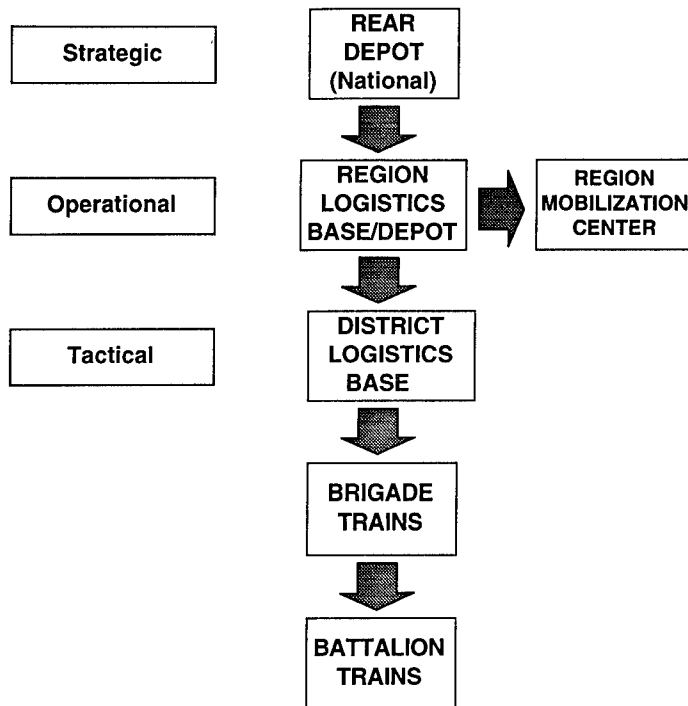 Strategic
REAR
DEPOT
(National)
Operational
REGION
LOGISTICS
BASE/DEPOT
REGION
MOBILIZATION
CENTER
Tactical
DISTRICT
LOGISTICS
BASE
BRIGADE
TRAINS
BATTALION
TRAINS